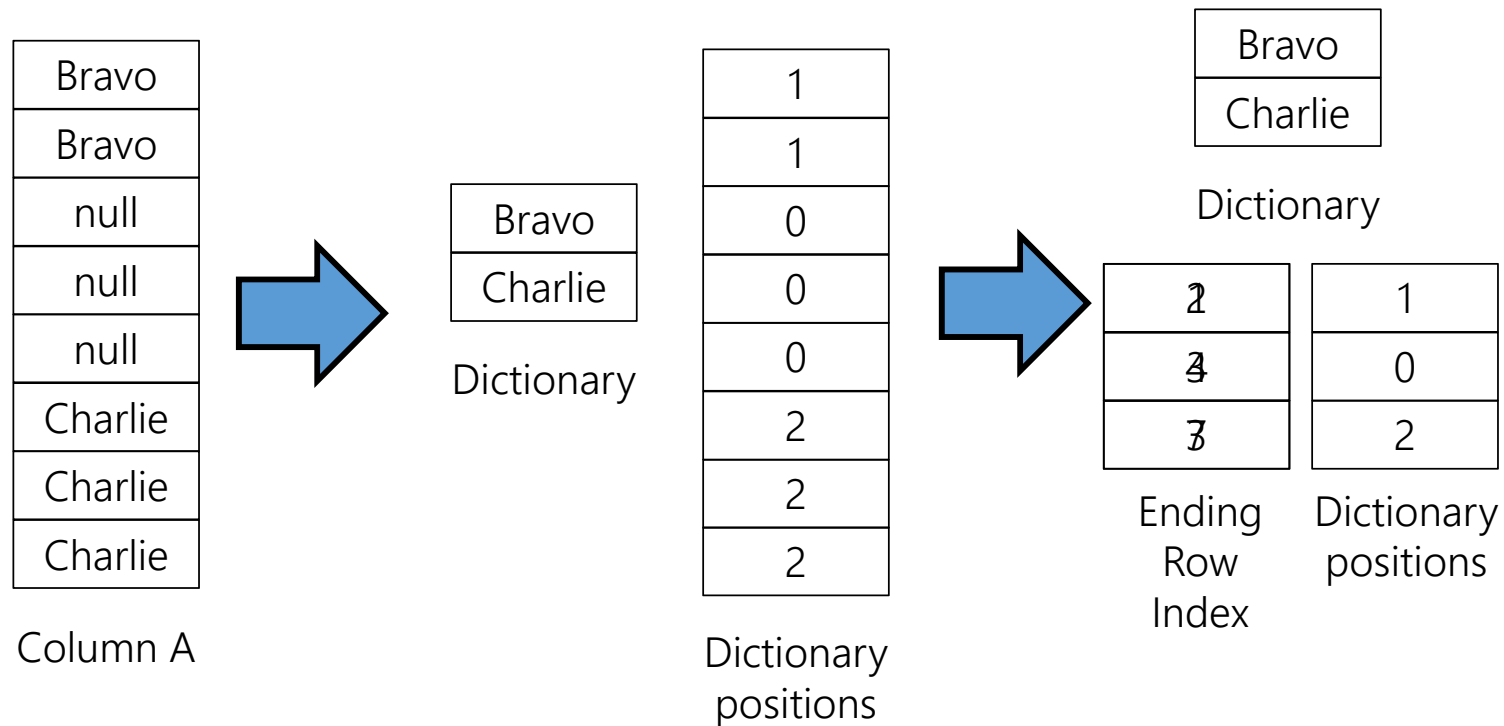 Bravo
Bravo
null
null
null
Charlie
Charlie
Charlie
Column A
Bravo
Charlie
Dictionary
1
1
0
0
0
2
2
2
Dictionary
positions
Bravo
Charlie
Dictionary
Ending
Row
Index
1
0
2
Dictionary
positions